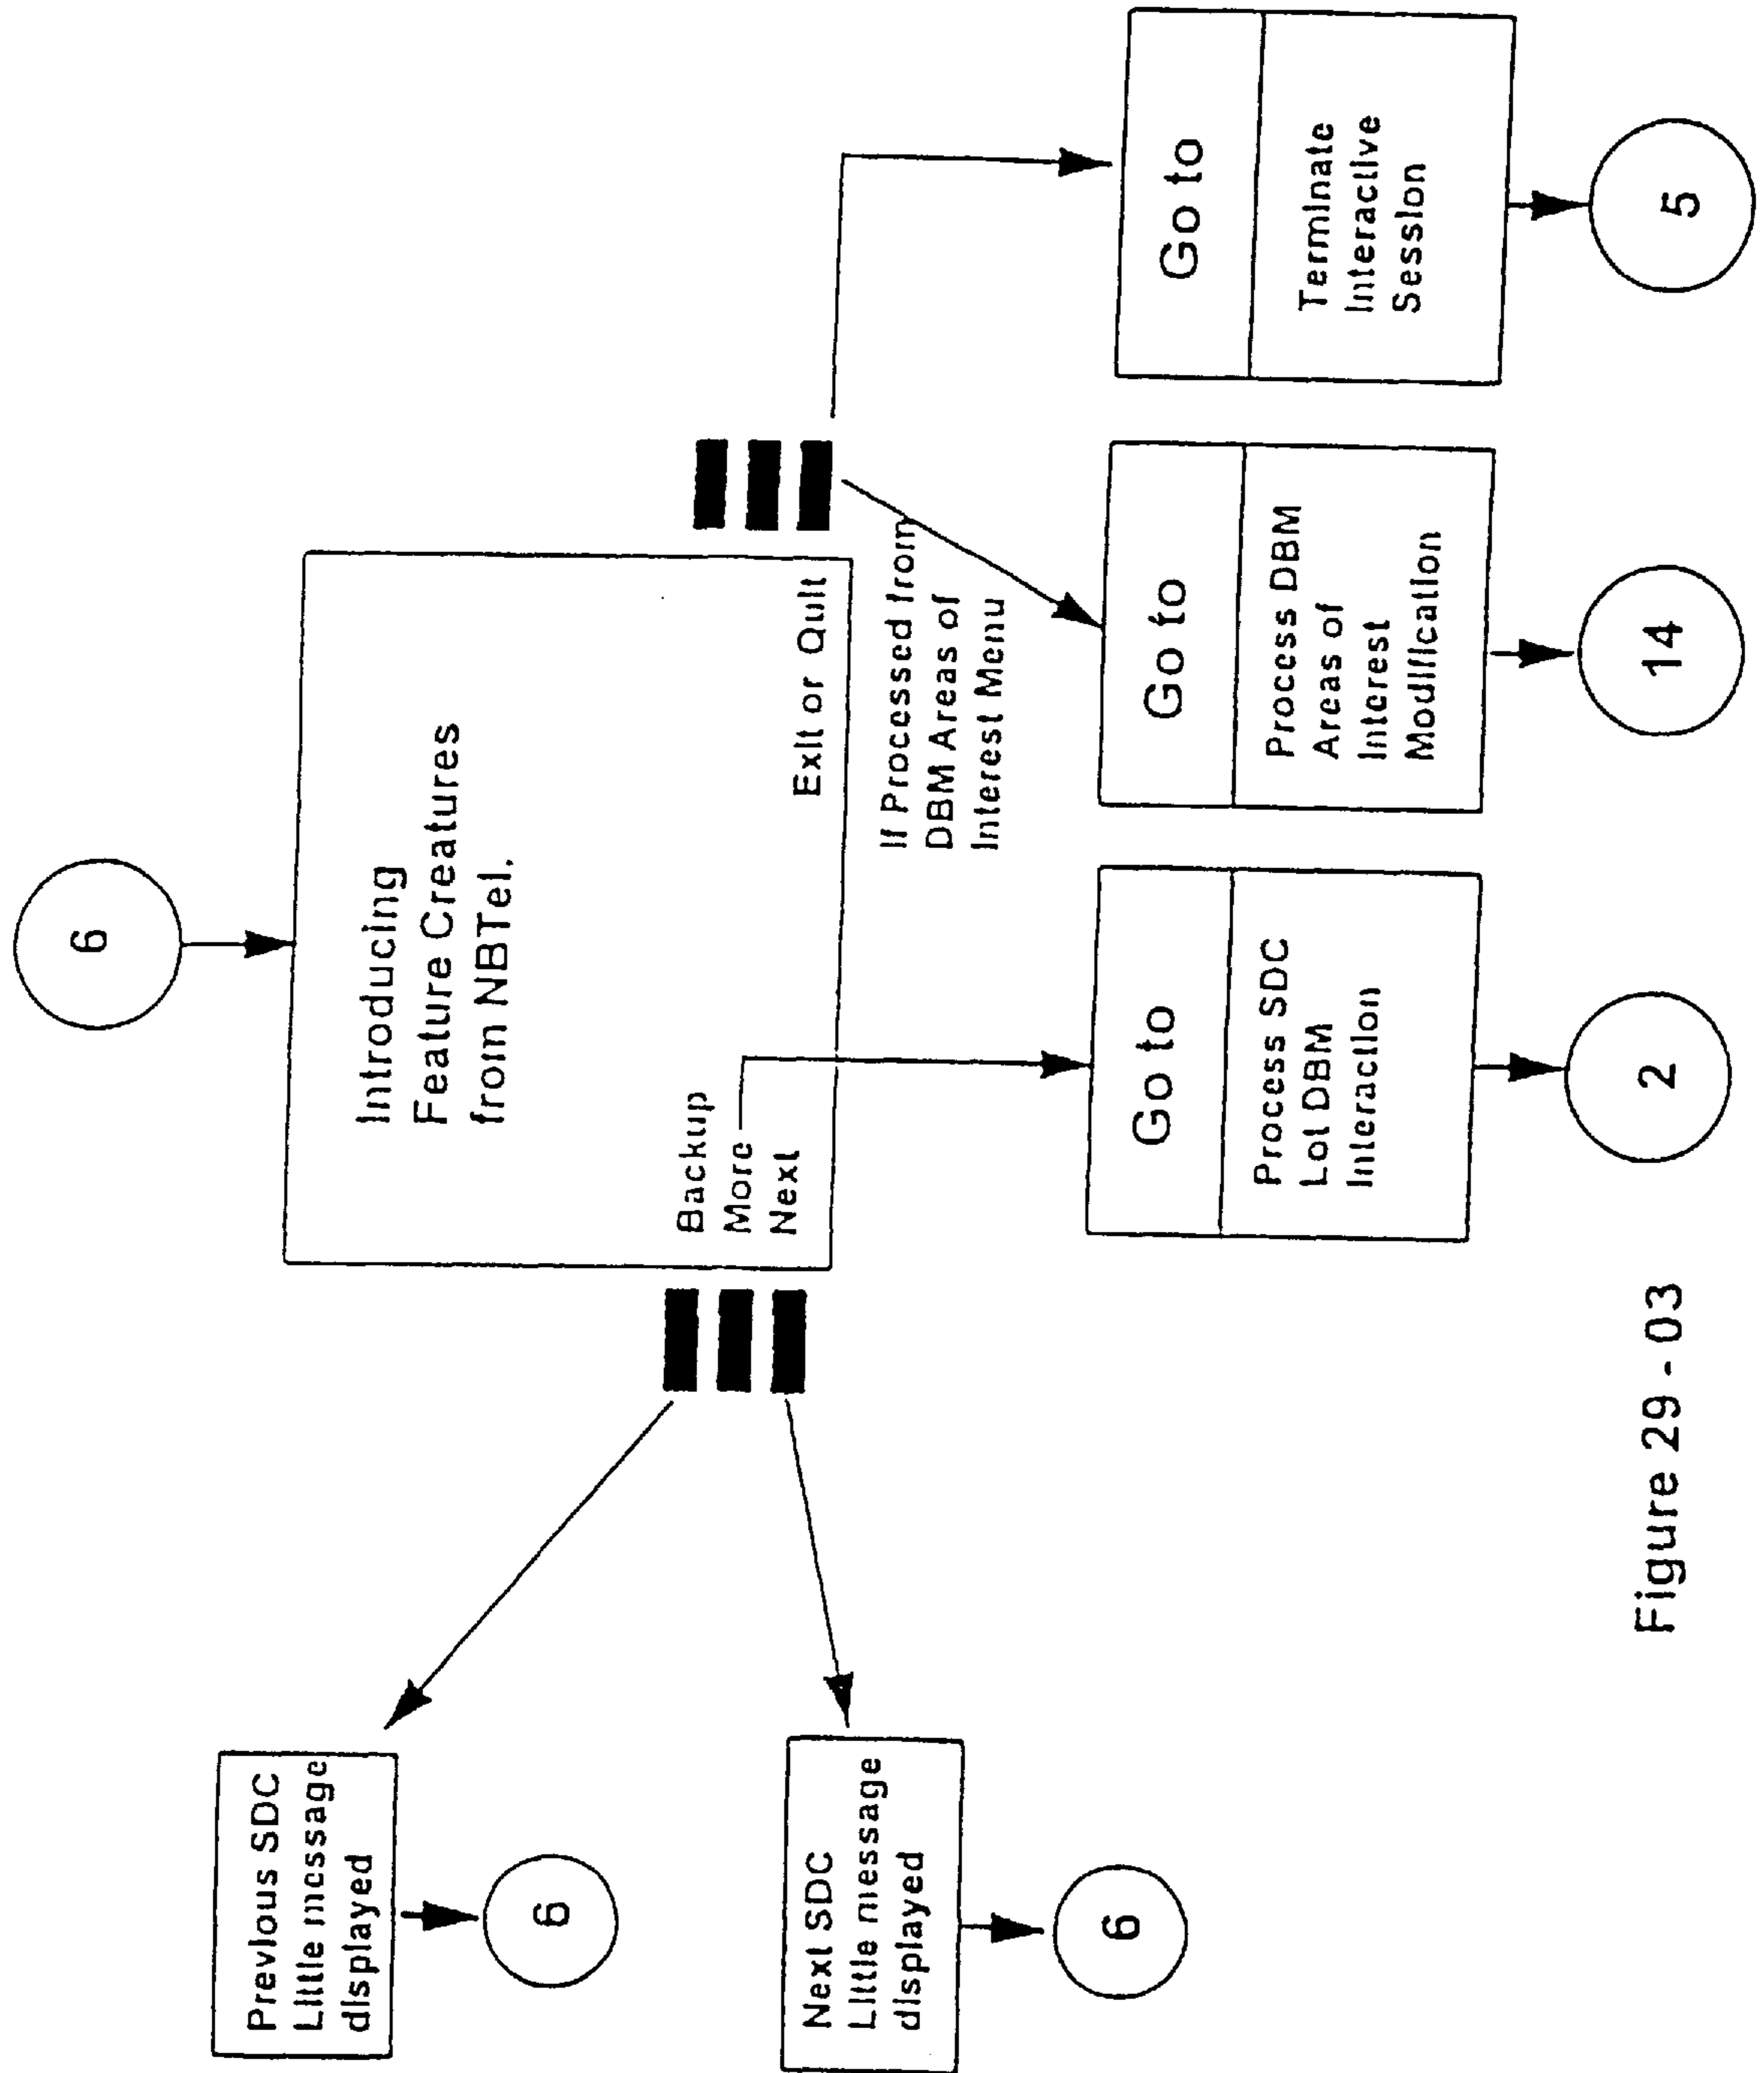 6
Introducing
Feature Creatures
from NBTel.
Backup
More
Next
Exit or Quit
If Processed from
DBM Areas of
Interest Menu
Previous SDC
Little message
displayed
6
Next SDC
Little message
displayed
6
Go to
Process SDC
Lot DBM
Interaction
2
Go to
Process DBM
Areas of
Interest
Modification
14
Go to
Terminate
Interactive
Session
5
Figure 29-03